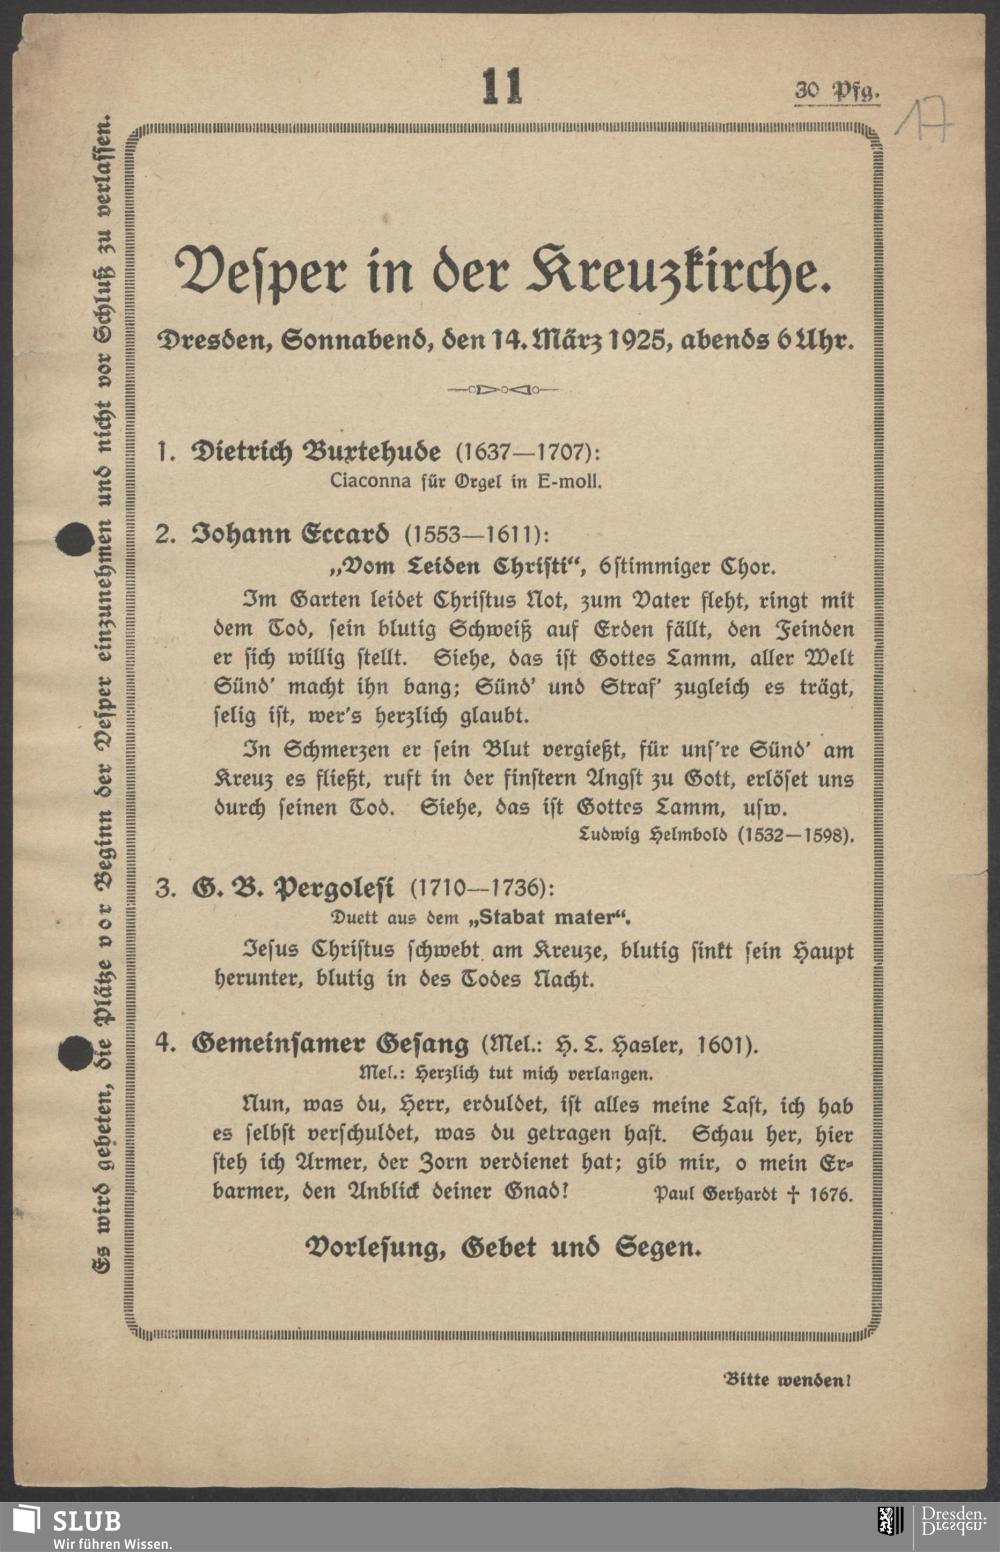 11
30 Pfg.
17
Es wird gebeten, die Plätze vor Beginn der Vesper einzunehmen und nicht vor Schluß zu verlassen.
Vesper in der Kreuzkirche.
Dresden, Sonnabend, den 14. März 1925, abends 6 Uhr.
1. Dietrich Buxtehude (1637—1707):
Ciaconna für Orgel in E-moll.
2. Johann Eccard (1553—1611):
„Vom Leiden Christi“, 6stimmiger Chor.
Im Garten leidet Christus Not, zum Vater fleht, ringt mit
dem Tod, sein blutig Schweiß auf Erden fällt, den Feinden
er sich willig stellt. Siehe, das ist Gottes Lamm, aller Welt
Sünd' macht ihn bang; Sünd' und Straf' zugleich es trägt,
selig ist, wer's herzlich glaubt.
In Schmerzen er sein Blut vergießt, für uns're Sünd' am
Kreuz es fließt, ruft in der finstern Angst zu Gott, erlöset uns
durch seinen Tod. Siehe, das ist Gottes Lamm, usw.
Ludwig Helmbold (1532—1598).
3. G. B. Pergolesi (1710—1736):
Duett aus dem „Stabat mater“.
Jesus Christus schwebt am Kreuze, blutig sinkt sein Haupt
herunter, blutig in des Todes Nacht.
4. Gemeinsamer Gesang (Mel.: H. L. Hasler, 1601).
Mel.: Herzlich tut mich verlangen.
Nun, was du, Herr, erduldet, ist alles meine Last, ich hab
es selbst verschuldet, was du getragen hast. Schau her, hier
steh ich Armer, der Zorn verdienet hat; gib mir, o mein Er-
barmer, den Anblick deiner Gnad! Paul Gerhardt † 1676.
Vorlesung, Gebet und Segen.
Bitte wenden!
SLUB
Wir führen Wissen.
Dresden.
Dresden.